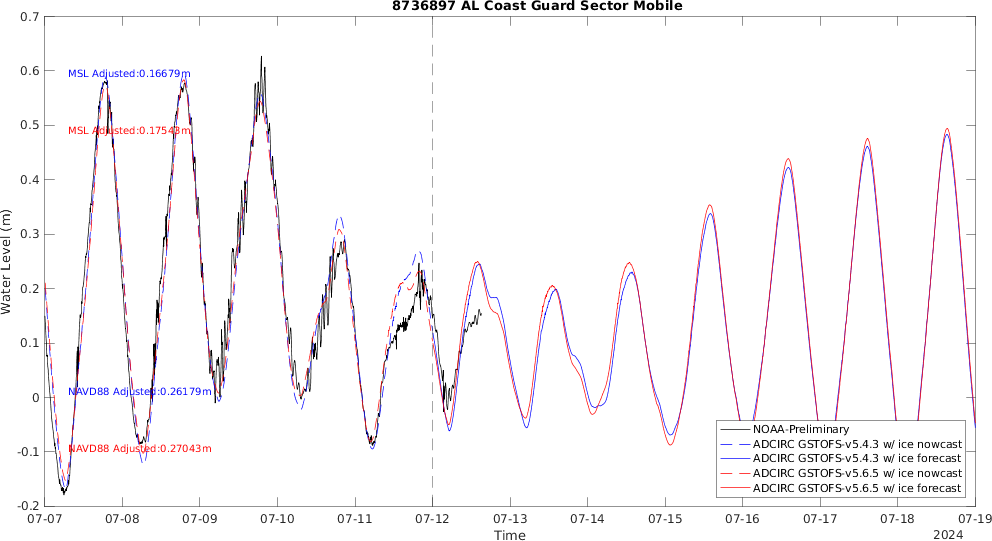 8736897 AL Coast Guard Sector Mobile
0.7
0.6
0.5
0.4
0.3
0.2
0.1
0
-0.1
-0.2
Water Level (m)
MSL Adjusted:0.16679m
MSL Adjusted:0.17543m
NAVD88 Adjusted:0.26179m
NAVD88 Adjusted:0.27043m
NOAA-Preliminary
ADCIRC GSTOFS-v5.4.3 w/ ice nowcast
ADCIRC GSTOFS-v5.4.3 w/ ice forecast
ADCIRC GSTOFS-v5.6.5 w/ ice nowcast
ADCIRC GSTOFS-v5.6.5 w/ ice forecast
07-07 07-08 07-09 07-10 07-11 07-12 07-13 07-14 07-15 07-16 07-17 07-18 07-19
Time
2024